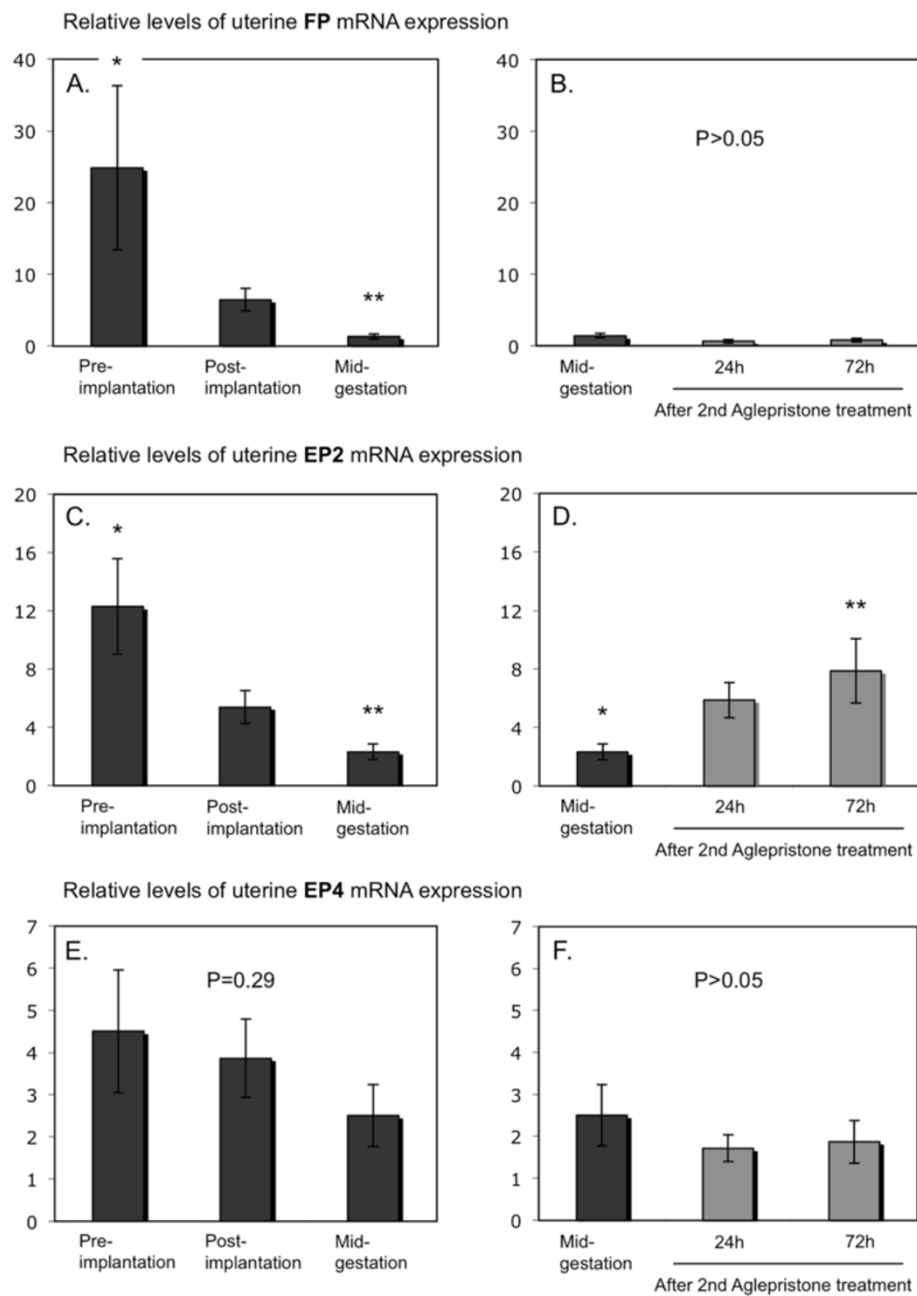 Relative levels of uterine FP mRNA expression
A.
*
**
40
30
20
10
0
Pre-
implantation
Post-
implantation
Mid-
gestation
B.
P>0.05
40
30
20
10
0
Mid-
gestation
24h
72h
After 2nd Aglepristone treatment
Relative levels of uterine EP2 mRNA expression
C.
*
**
20
16
12
8
4
0
Pre-
implantation
Post-
implantation
Mid-
gestation
D.
*
**
20
16
12
8
4
0
Mid-
gestation
24h
72h
After 2nd Aglepristone treatment
Relative levels of uterine EP4 mRNA expression
E.
P=0.29
7
6
5
4
3
2
1
0
Pre-
implantation
Post-
implantation
Mid-
gestation
F.
P>0.05
7
6
5
4
3
2
1
0
Mid-
gestation
24h
72h
After 2nd Aglepristone treatment